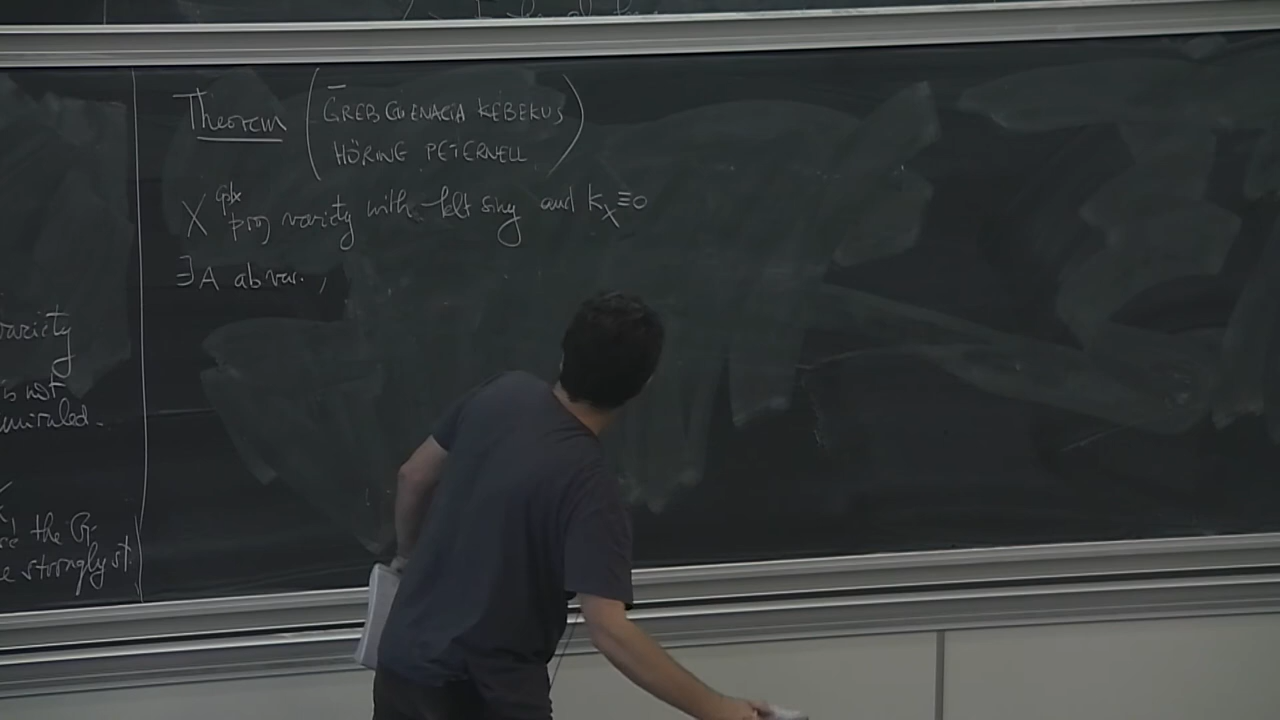 variety
is not
uniruled.
the G-
strongly st.
Theorem (GREB GUENACIA KEBEKUS
HÖRING PETERNELL)
X cplx proj variety with klt sing and K_X≡0
∃ A ab var. ,